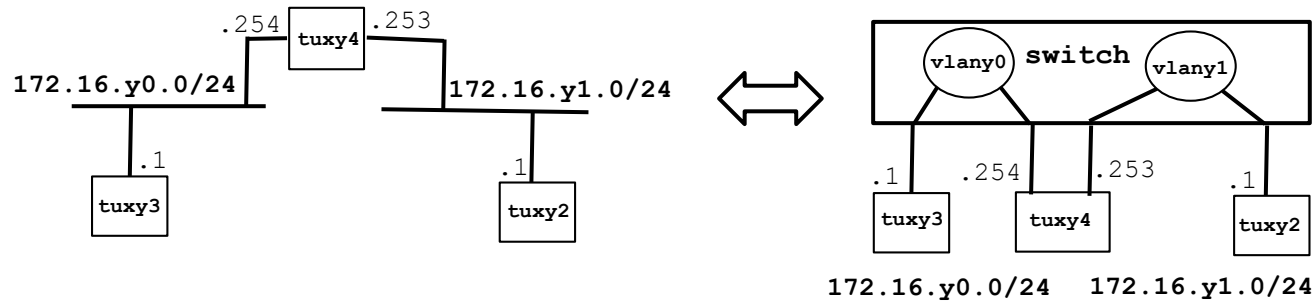 .254 tuxy4 .253
172.16.y0.0/24
172.16.y1.0/24
.1
tuxy3
.1
tuxy2
switch
vlany0
vlany1
.1
.254
.253
.1
tuxy3
tuxy4
tuxy2
172.16.y0.0/24
172.16.y1.0/24